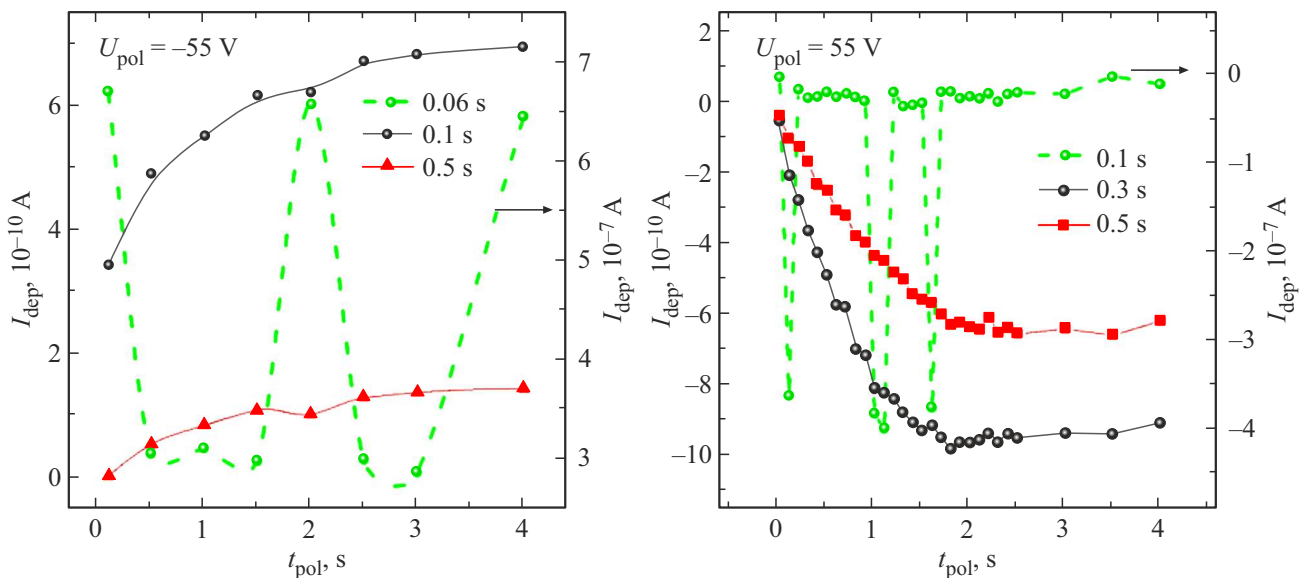 U_pol = –55 V
0.06 s
0.1 s
0.5 s
I_dep, 10^–10 A
6
4
2
0
I_dep, 10^–7 A
7
6
5
4
3
0 1 2 3 4
t_pol, s
U_pol = 55 V
0.1 s
0.3 s
0.5 s
I_dep, 10^–10 A
2
0
–2
–4
–6
–8
–10
I_dep, 10^–7 A
0
–1
–2
–3
–4
0 1 2 3 4
t_pol, s